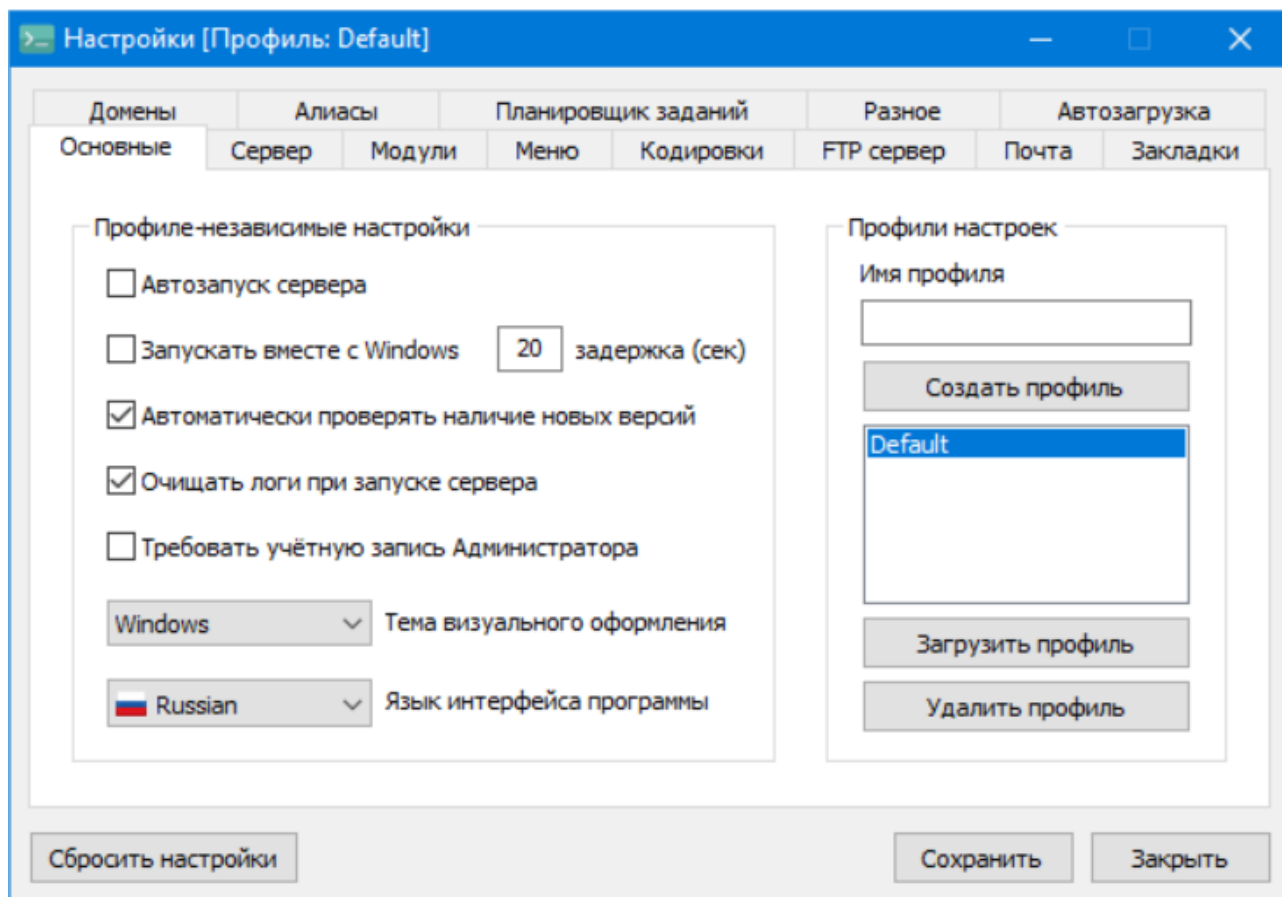 Настройки [Профиль: Default]
Домены Алиасы Планировщик заданий Разное Автозагрузка
Основные Сервер Модули Меню Кодировки FTP сервер Почта Закладки
Профиле-независимые настройки
Автозапуск сервера
Запускать вместе с Windows 20 задержка (сек)
Автоматически проверять наличие новых версий
Очищать логи при запуске сервера
Требовать учётную запись Администратора
Windows Тема визуального оформления
Russian Язык интерфейса программы
Профили настроек
Имя профиля
Создать профиль
Default
Загрузить профиль
Удалить профиль
Сбросить настройки Сохранить Закрыть